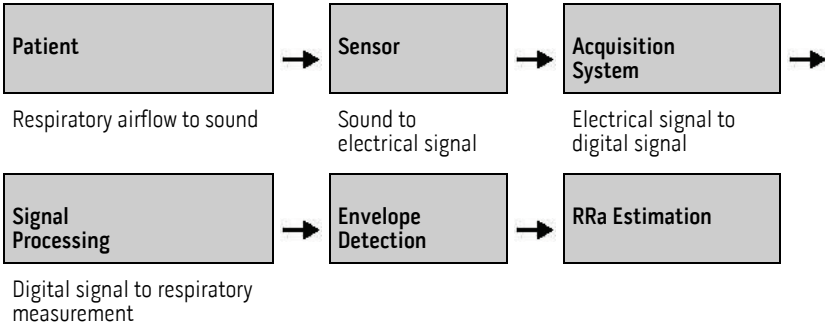 Patient
Sensor
Acquisition
System
Respiratory airflow to sound
Sound to
electrical signal
Electrical signal to
digital signal
Signal
Processing
Envelope
Detection
RRa Estimation
Digital signal to respiratory
measurement